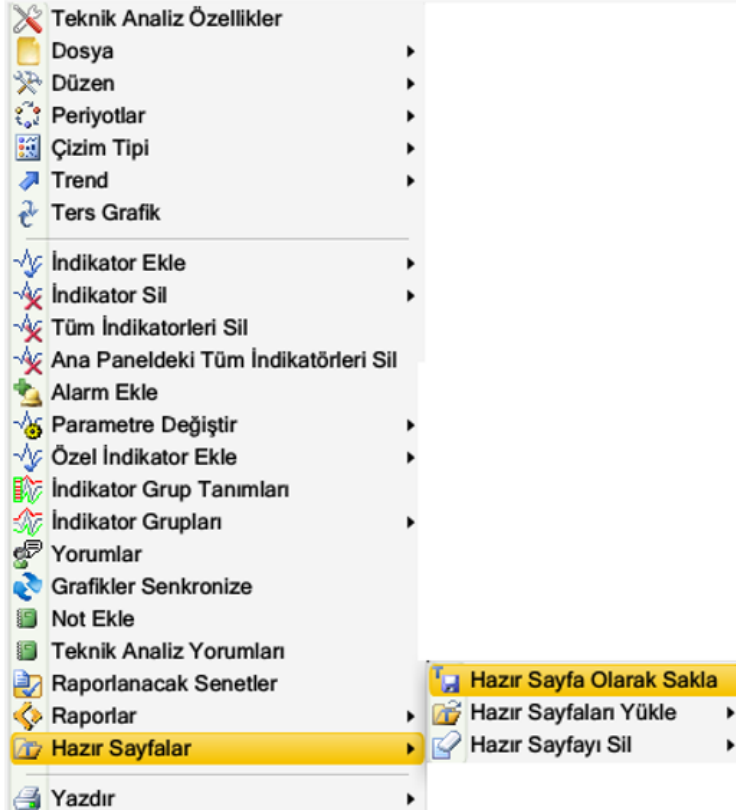 Teknik Analiz Özellikler
Dosya
Düzen
Periyotlar
Çizim Tipi
Trend
Ters Grafik
İndikator Ekle
İndikator Sil
Tüm İndikatorleri Sil
Ana Paneldeki Tüm İndikatörleri Sil
Alarm Ekle
Parametre Değiştir
Özel İndikator Ekle
İndikator Grup Tanımları
İndikator Grupları
Yorumlar
Grafikler Senkronize
Not Ekle
Teknik Analiz Yorumları
Raporlanacak Senetler
Raporlar
Hazır Sayfalar
Hazır Sayfa Olarak Sakla
Hazır Sayfaları Yükle
Hazır Sayfayı Sil
Yazdır